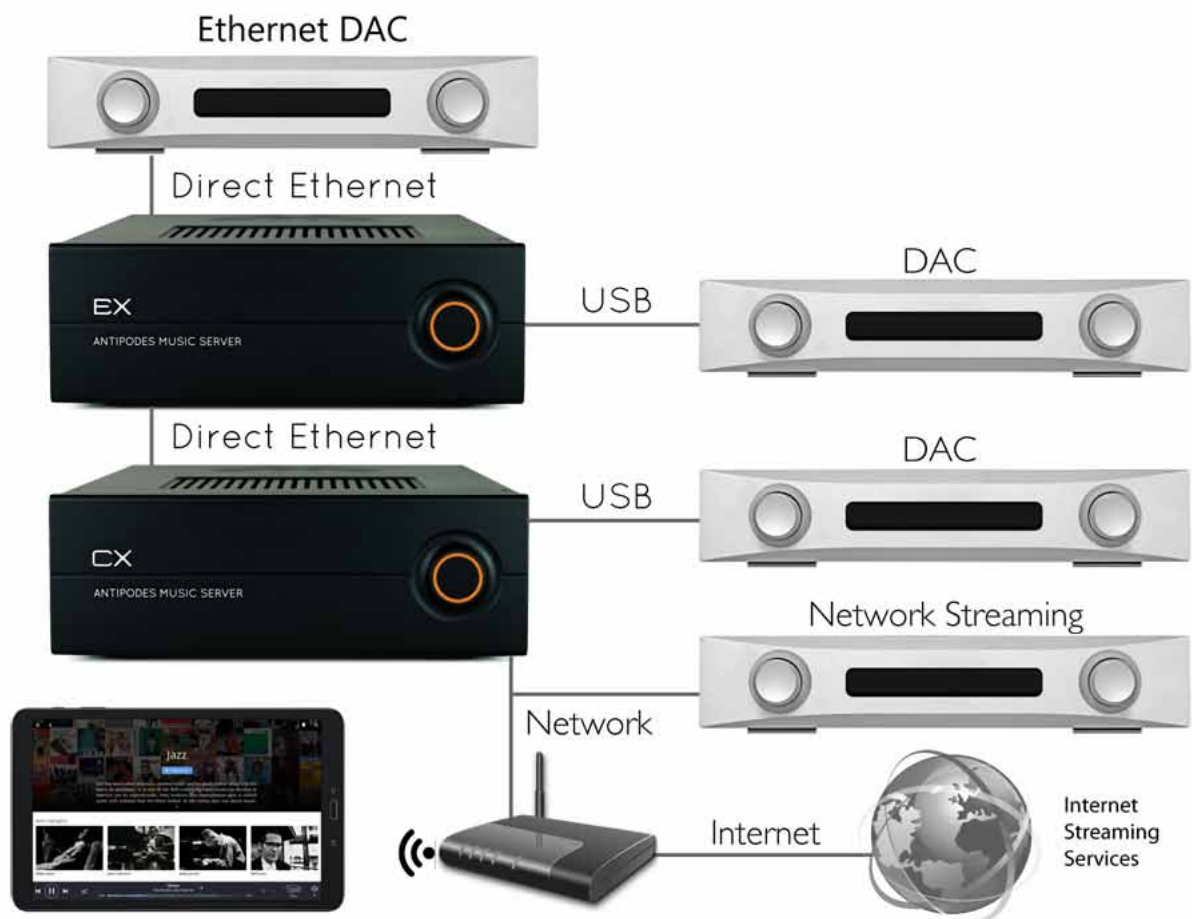 Ethernet DAC
Direct Ethernet
EX
ANTIPODES MUSIC SERVER
USB
DAC
Direct Ethernet
CX
ANTIPODES MUSIC SERVER
USB
DAC
Network Streaming
Network
Jazz
Internet
Internet
Streaming
Services